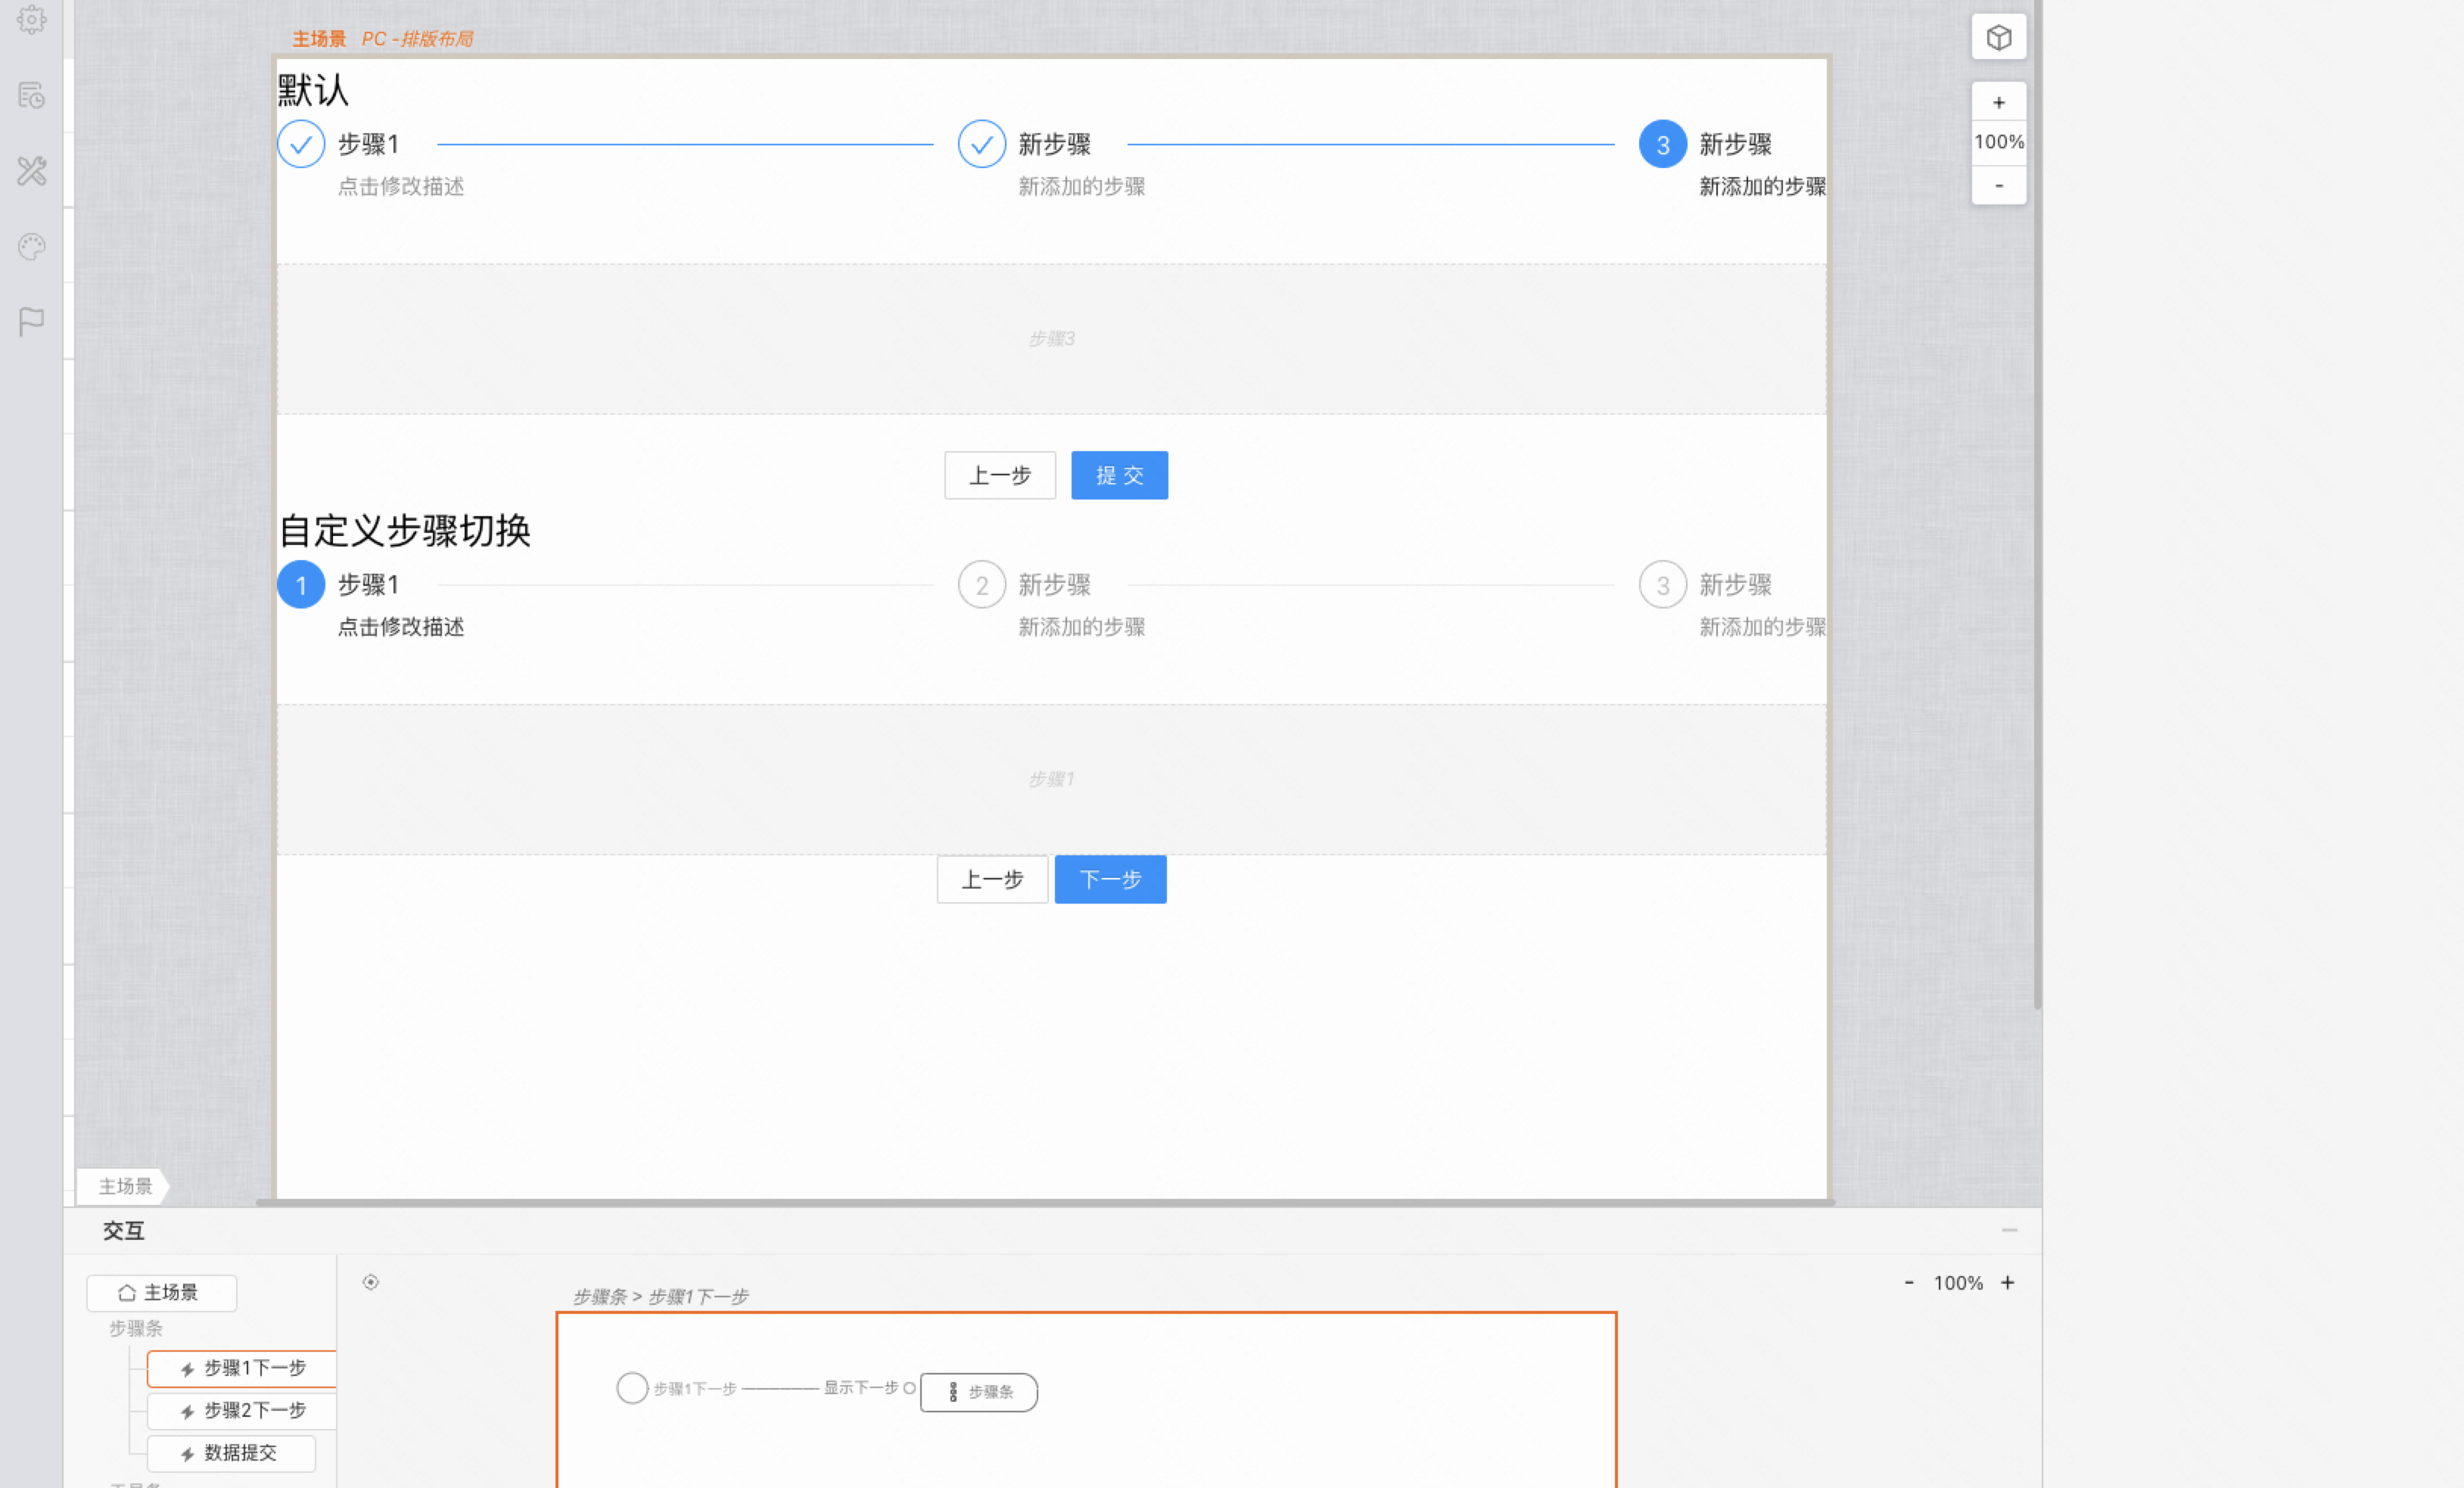 主场景 PC -排版布局
默认
步骤1 新步骤 3 新步骤
点击修改描述 新添加的步骤 新添加的步骤
步骤3
上一步 提 交
自定义步骤切换
1 步骤1 2 新步骤 3 新步骤
点击修改描述 新添加的步骤 新添加的步骤
步骤1
上一步 下一步
+
100%
-
主场景
交互
主场景
步骤条
步骤1下一步
步骤2下一步
数据提交
步骤条 > 步骤1下一步
- 100% +
步骤1下一步 显示下一步 步骤条